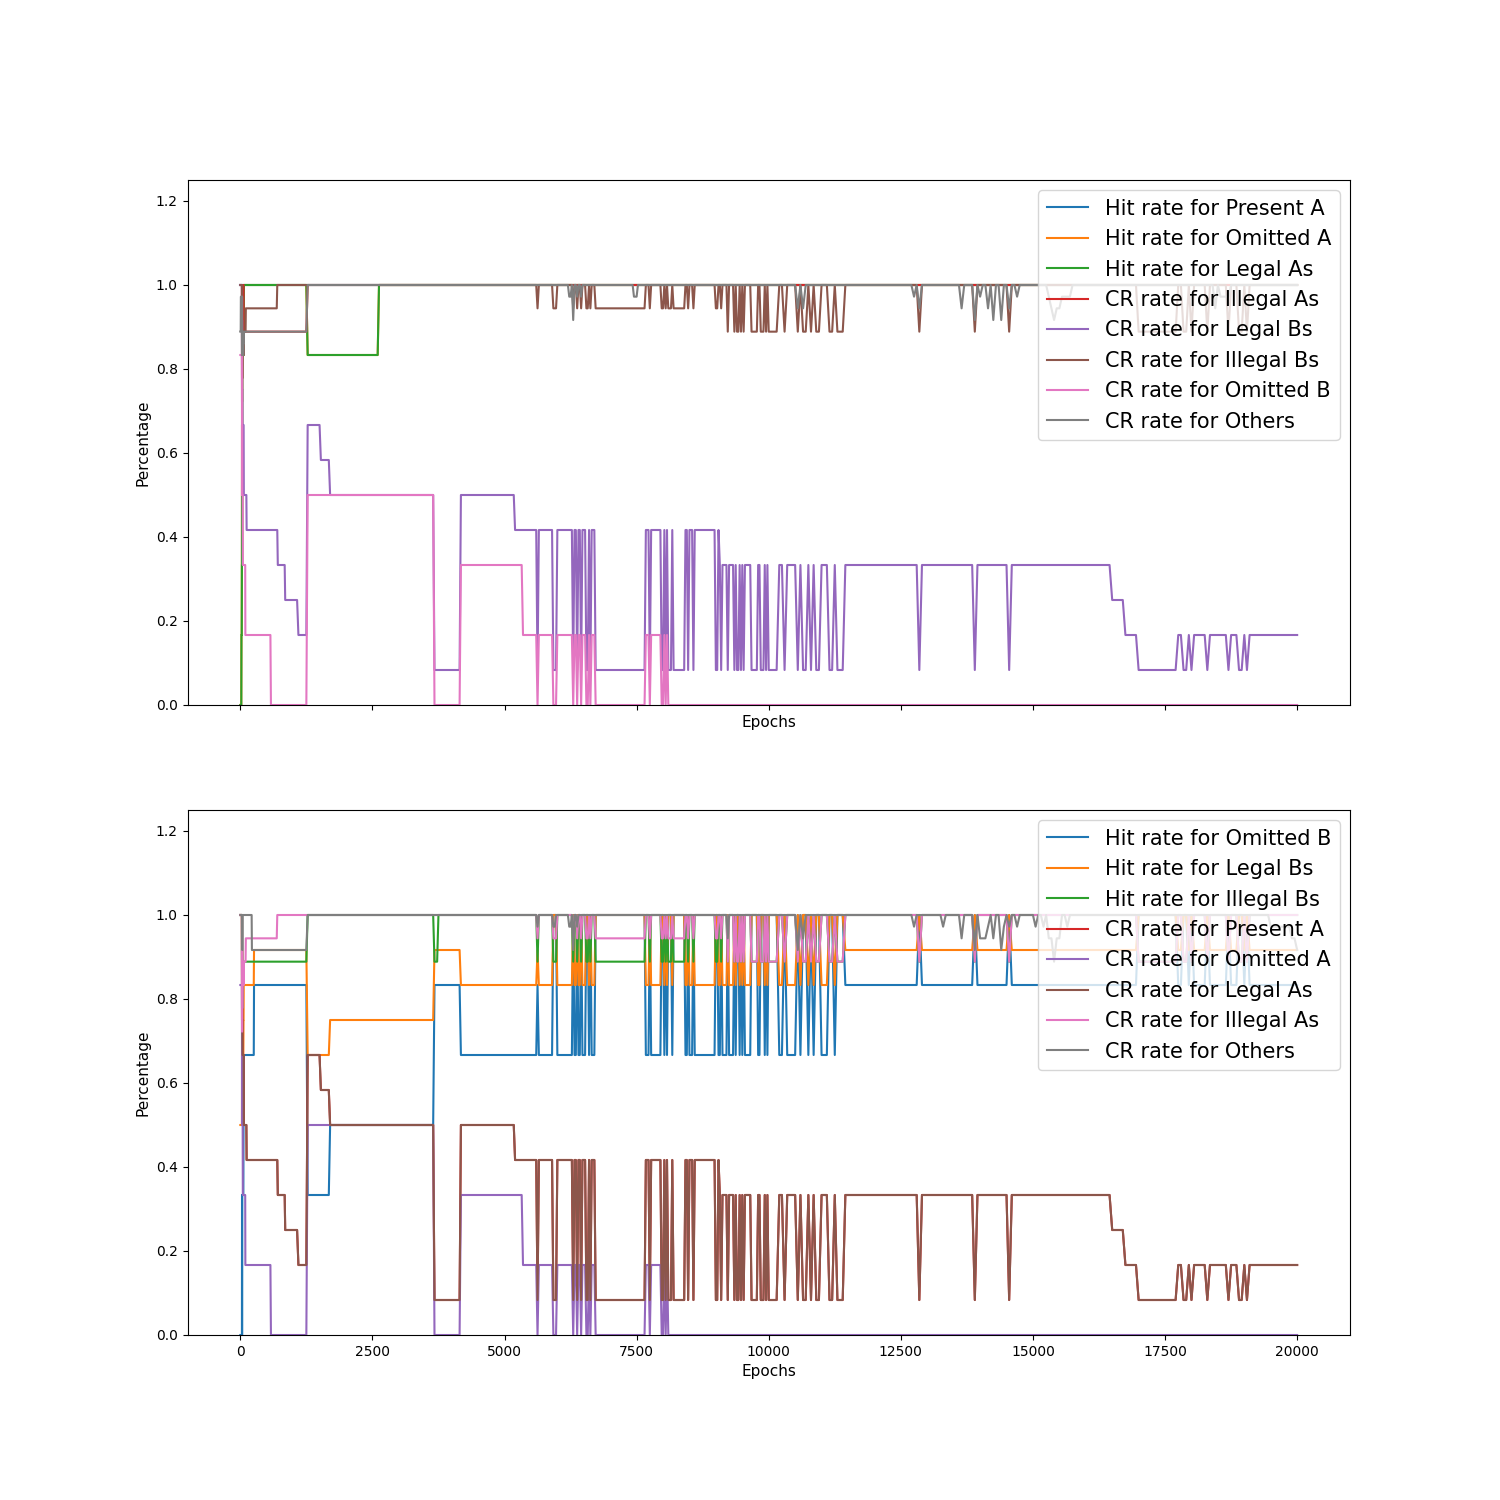 1.2
1.0
0.8
0.6
0.4
0.2
0.0
Percentage
Epochs
Hit rate for Present A
Hit rate for Omitted A
Hit rate for Legal As
CR rate for Illegal As
CR rate for Legal Bs
CR rate for Illegal Bs
CR rate for Omitted B
CR rate for Others
1.2
1.0
0.8
0.6
0.4
0.2
0.0
Percentage
0 2500 5000 7500 10000 12500 15000 17500 20000
Epochs
Hit rate for Omitted B
Hit rate for Legal Bs
Hit rate for Illegal Bs
CR rate for Present A
CR rate for Omitted A
CR rate for Legal As
CR rate for Illegal As
CR rate for Others